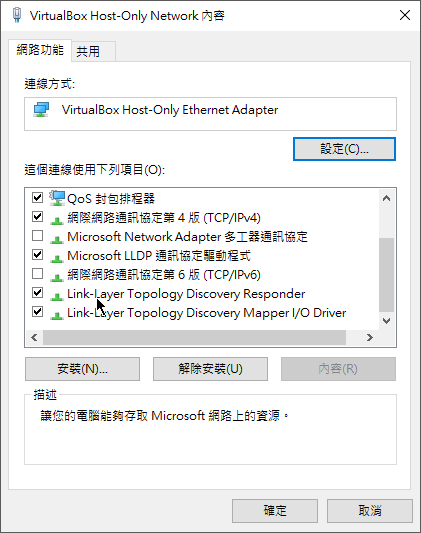 VirtualBox Host-Only Network 內容
網路功能
共用
連線方式:
VirtualBox Host-Only Ethernet Adapter
設定(C)...
這個連線使用下列項目(O):
QoS 封包排程器
網際網路通訊協定第 4 版 (TCP/IPv4)
Microsoft Network Adapter 多工器通訊協定
Microsoft LLDP 通訊協定驅動程式
網際網路通訊協定第 6 版 (TCP/IPv6)
Link-Layer Topology Discovery Responder
Link-Layer Topology Discovery Mapper I/O Driver
安裝(N)...
解除安裝(U)
內容(R)
描述
讓您的電腦能夠存取 Microsoft 網路上的資源。
確定
取消